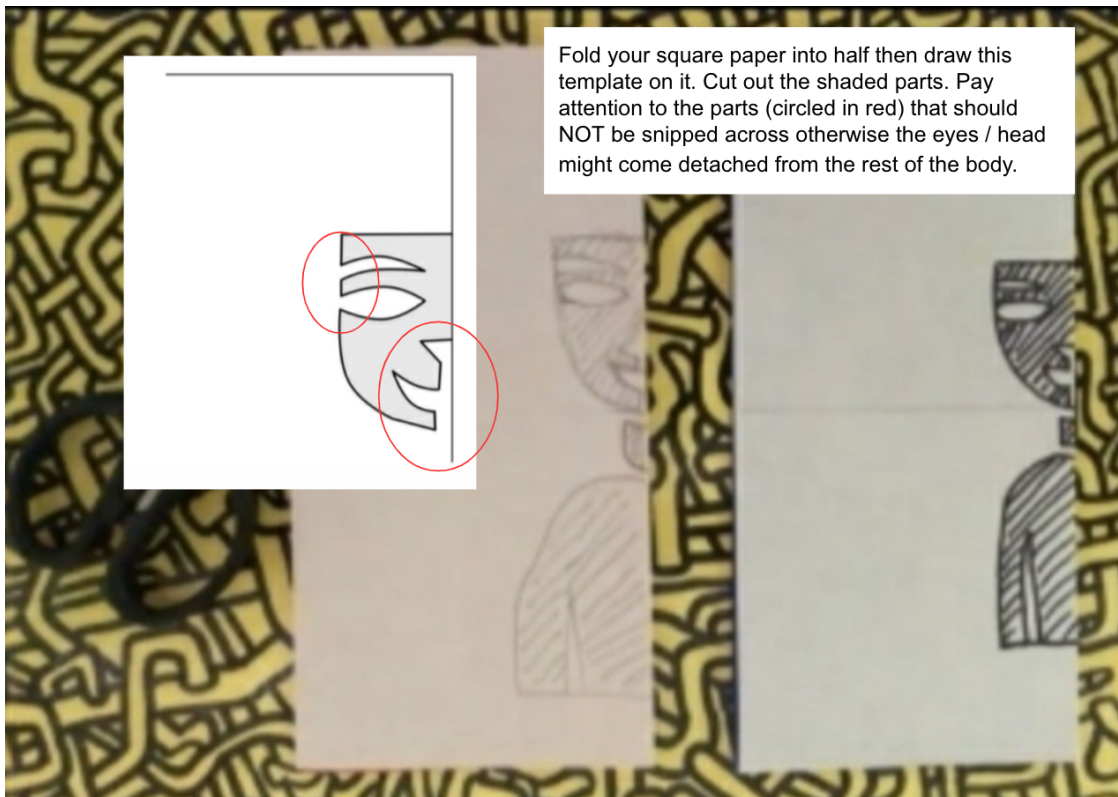 Fold your square paper into half then draw this
template on it. Cut out the shaded parts. Pay
attention to the parts (circled in red) that should
NOT be snipped across otherwise the eyes / head
might come detached from the rest of the body.